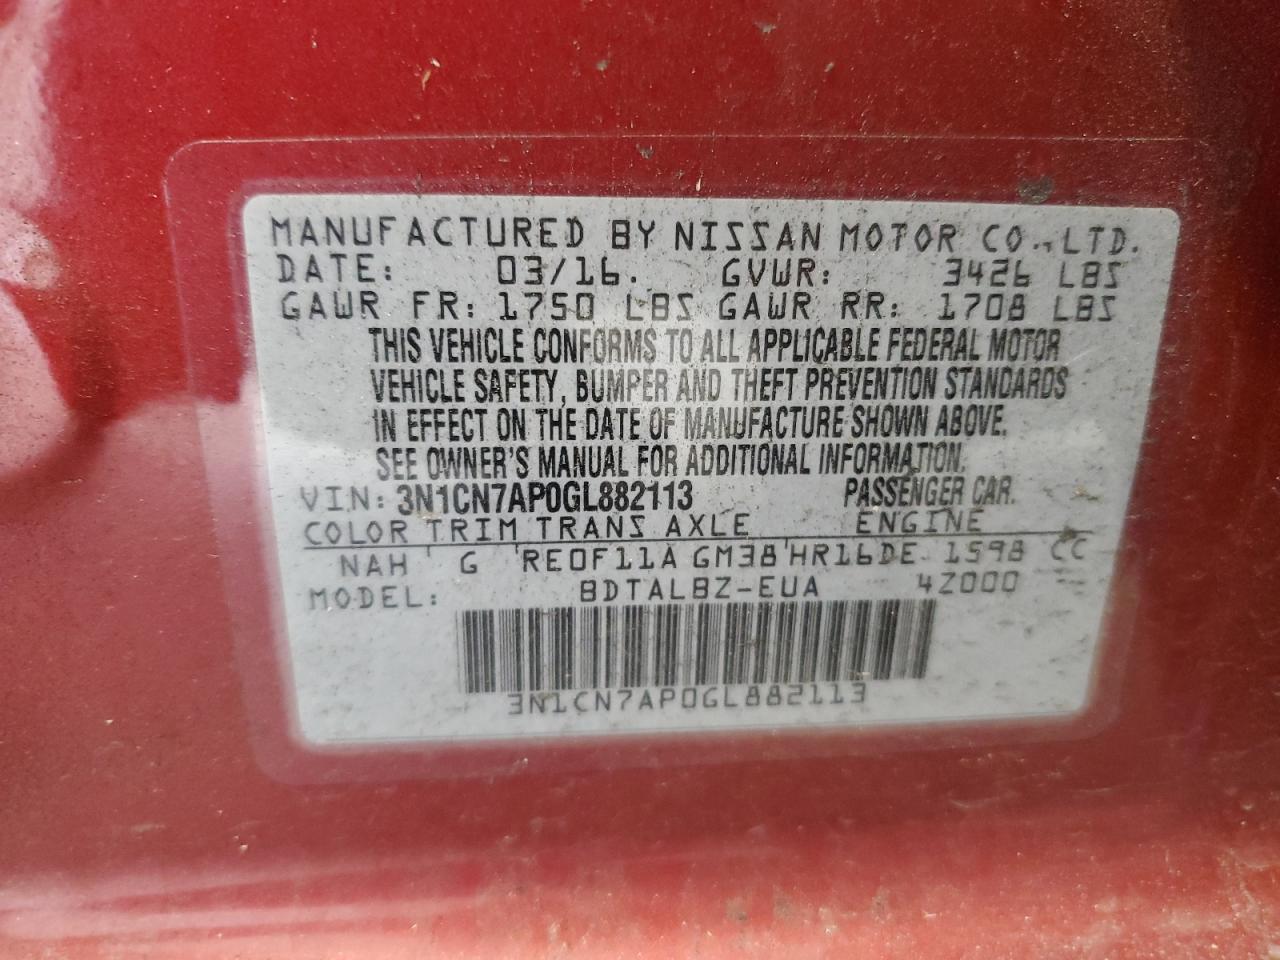 MANUFACTURED BY NISSAN MOTOR CO., LTD.
DATE: 03/16. GVWR: 3426 LBS
GAWR FR: 1750 LBS GAWR RR: 1708 LBS
THIS VEHICLE CONFORMS TO ALL APPLICABLE FEDERAL MOTOR
VEHICLE SAFETY, BUMPER AND THEFT PREVENTION STANDARDS
IN EFFECT ON THE DATE OF MANUFACTURE SHOWN ABOVE.
SEE OWNER'S MANUAL FOR ADDITIONAL INFORMATION.
VIN: 3N1CN7AP0GL882113 PASSENGER CAR.
COLOR TRIM TRANS AXLE ENGINE
NAH G RE0F11A GM38 HR16DE 1598 CC
MODEL: BDTALBZ-EUA 4Z000
3N1CN7AP0GL882113